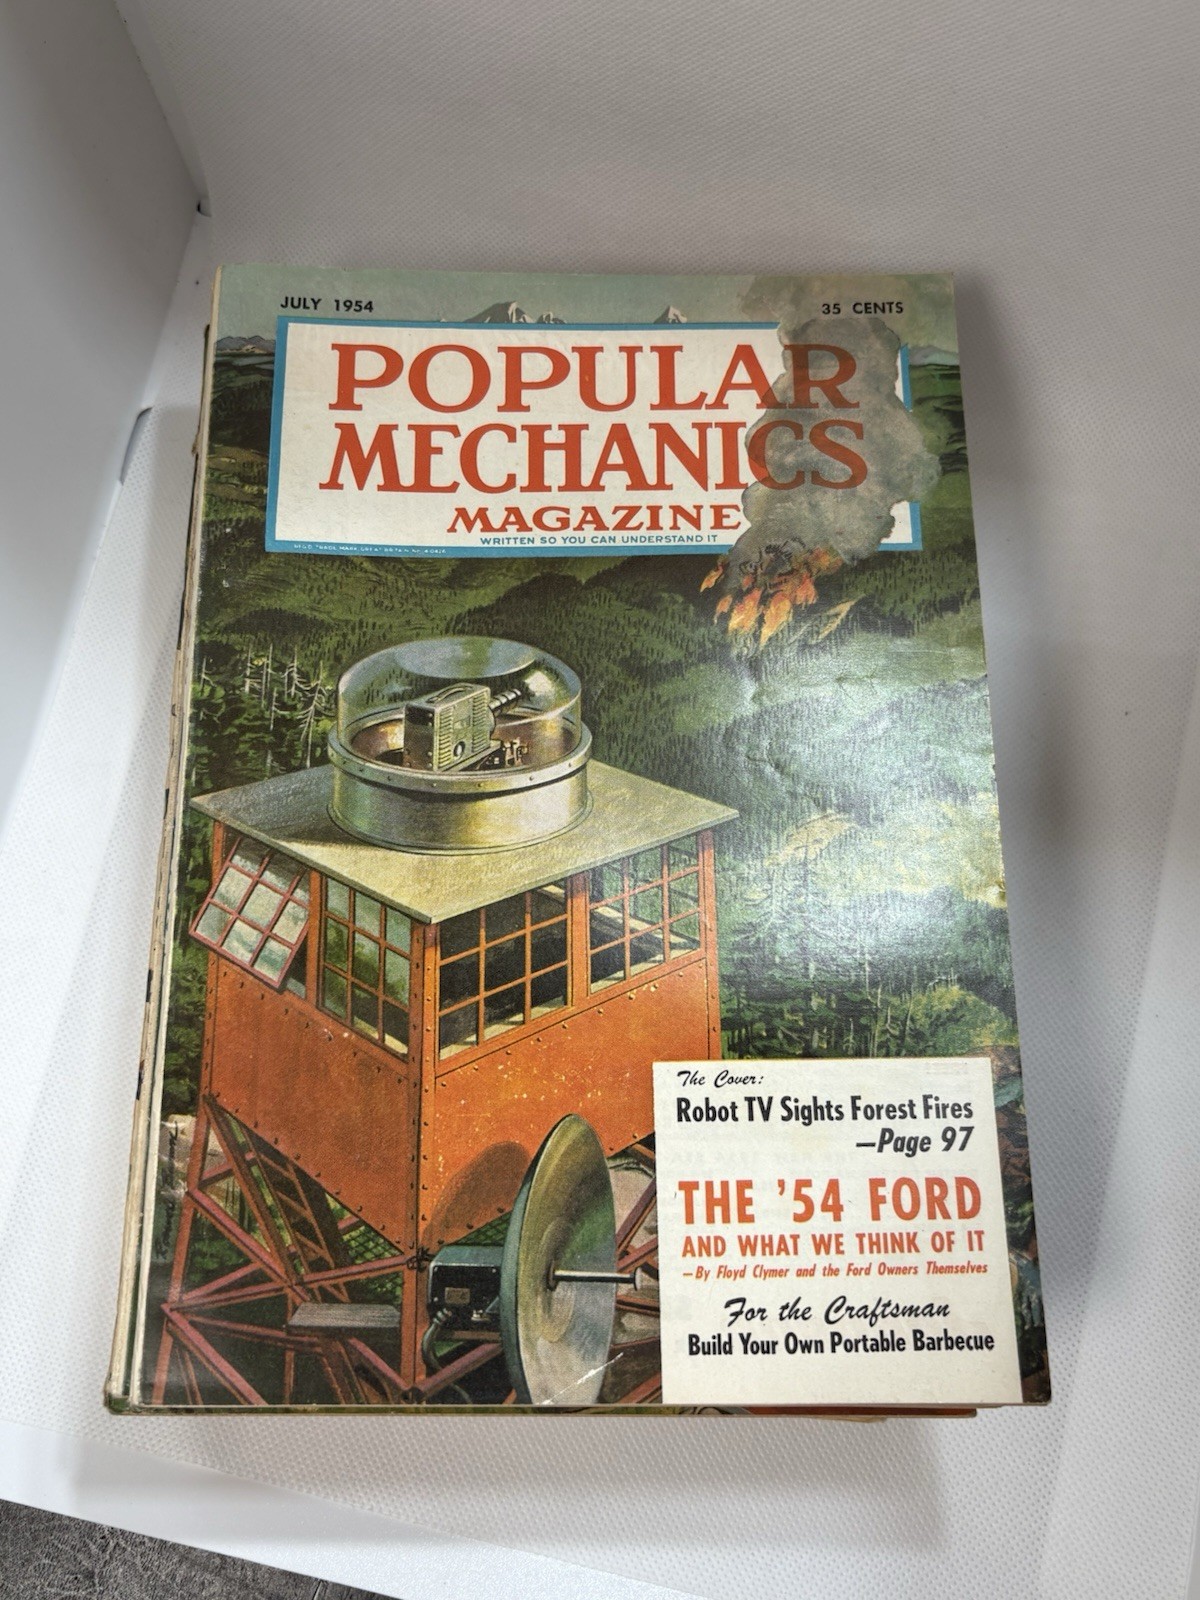 JULY 1954
35 CENTS
POPULAR
MECHANICS
MAGAZINE
WRITTEN SO YOU CAN UNDERSTAND IT
The Cover:
Robot TV Sights Forest Fires
—Page 97
THE '54 FORD
AND WHAT WE THINK OF IT
—By Floyd Clymer and the Ford Owners Themselves
For the Craftsman
Build Your Own Portable Barbecue